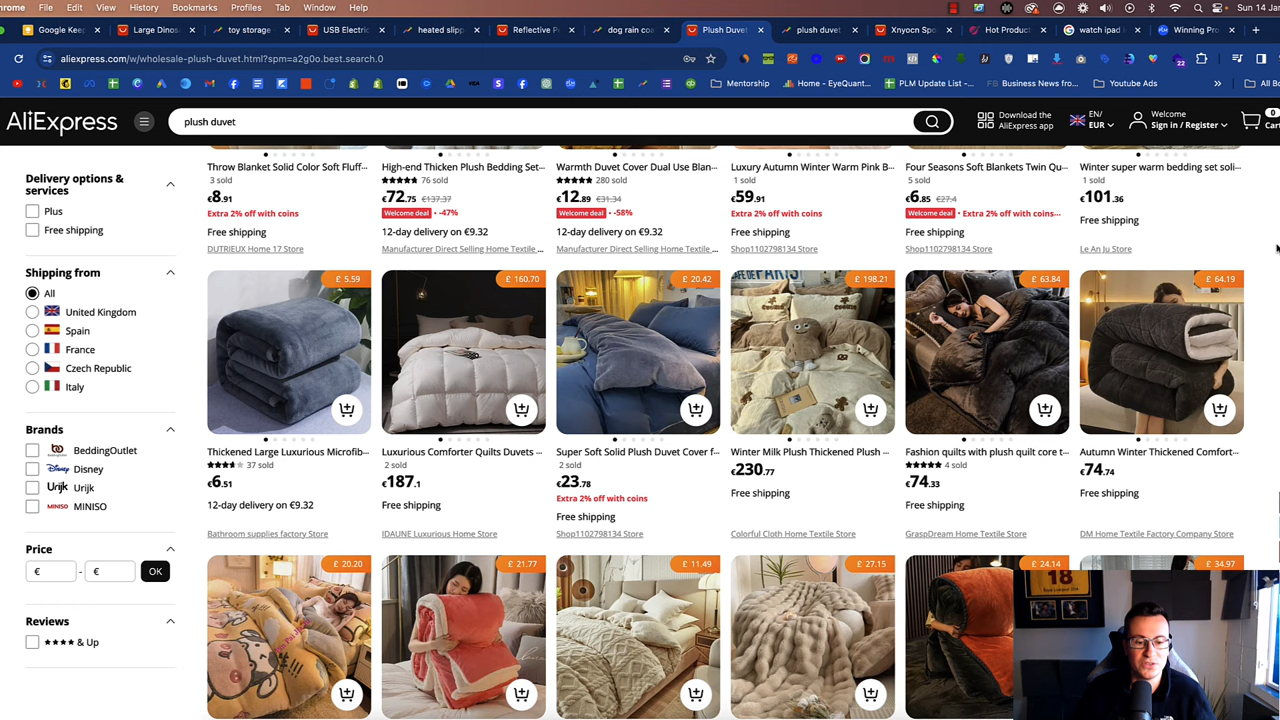 hrome File Edit View History Bookmarks Profiles Tab Window Help Sun 14 Jan
Google Keep Large Dinos toy storage USB Electric heated slipp Reflective P dog rain coa Plush Duve plush duvet Xnyocn Spo Hot Product watch ipad Winning Pro
aliexpress.com/w/wholesale-plush-duvet.html?spm=a2g0o.best.search.0
Mentorship Home - EyeQuant... PLM Update List -... Business News from... Youtube Ads All Bo
AliExpress
plush duvet
Download the AliExpress app
EN/
EUR
Welcome
Sign in / Register
0
Cart
Delivery options & services
Plus
Free shipping
Shipping from
All
United Kingdom
Spain
France
Czech Republic
Italy
Brands
BeddingOutlet
Disney
Urijk
MINISO
Price
€ - € OK
Reviews
& Up
Throw Blanket Solid Color Soft Fluff...
3 sold
€8.91
Extra 2% off with coins
Free shipping
DUTRIEUX Home 17 Store
High-end Thicken Plush Bedding Set...
76 sold
€72.75 €137.37
Welcome deal · -47%
12-day delivery on €9.32
Manufacturer Direct Selling Home Textile ...
Warmth Duvet Cover Dual Use Blan...
280 sold
€12.89 €31.34
Welcome deal · -58%
12-day delivery on €9.32
Manufacturer Direct Selling Home Textile ...
Luxury Autumn Winter Warm Pink B...
1 sold
€59.91
Extra 2% off with coins
Free shipping
Shop1102798134 Store
Four Seasons Soft Blankets Twin Qu...
5 sold
€6.85 €27.4
Welcome deal · Extra 2% off with coins...
Free shipping
Shop1102798134 Store
Winter super warm bedding set soli...
1 sold
€101.36
Free shipping
Le An Ju Store
£ 5.59
Thickened Large Luxurious Microfib...
37 sold
€6.51
12-day delivery on €9.32
Bathroom supplies factory Store
£ 160.70
Luxurious Comforter Quilts Duvets ...
2 sold
€187.1
Free shipping
IDAUNE Luxurious Home Store
£ 20.42
Super Soft Solid Plush Duvet Cover f...
2 sold
€23.78
Extra 2% off with coins
Free shipping
Shop1102798134 Store
£ 198.21
Winter Milk Plush Thickened Plush ...
€230.77
Free shipping
Colorful Cloth Home Textile Store
£ 63.84
Fashion quilts with plush quilt core t...
4 sold
€74.33
Free shipping
GraspDream Home Textile Store
£ 64.19
Autumn Winter Thickened Comfort...
€74.74
Free shipping
DM Home Textile Factory Company Store
£ 20.20
£ 21.77
£ 11.49
£ 27.15
£ 24.14
£ 34.97
18